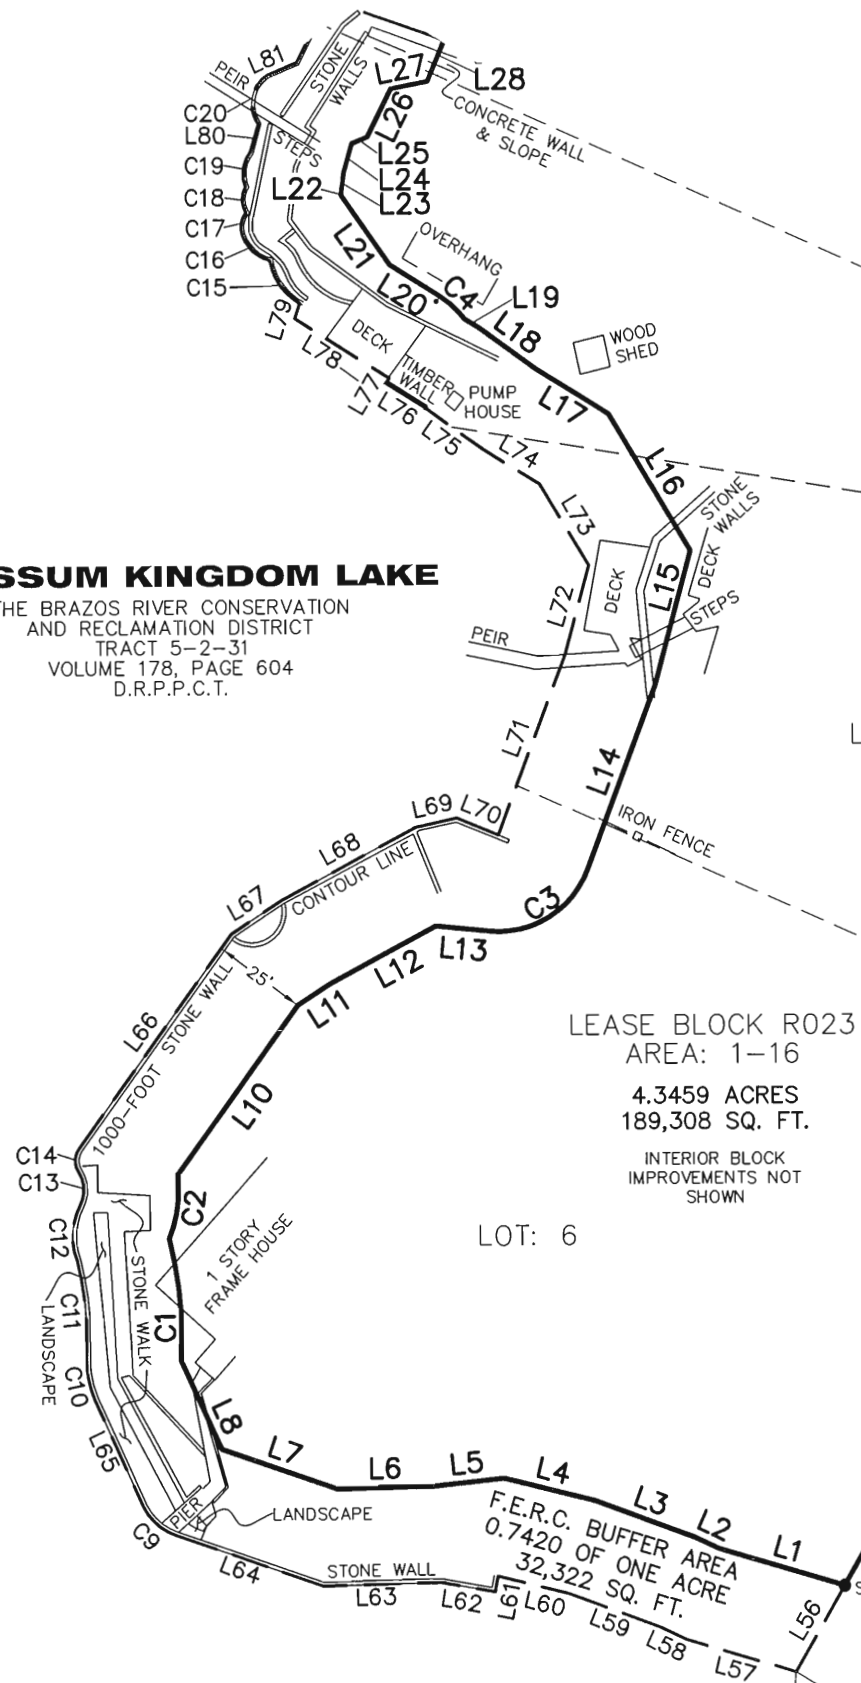 L81
PEIR
STONE
WALLS
L27
L28
C20
L80
STEPS
L26
CONCRETE WALL
& SLOPE
C19
L25
L24
C18
L22
L23
C17
C16
C15
L21
OVERHANG
L20
C4
L19
L79
L18
DECK
L78
WOOD
SHED
L77
TIMBER
WALL
PUMP
HOUSE
L76
L75
L17
L74
L16
L73
STONE
WALLS
SSUM KINGDOM LAKE
HE BRAZOS RIVER CONSERVATION
AND RECLAMATION DISTRICT
TRACT 5-2-31
VOLUME 178, PAGE 604
D.R.P.P.C.T.
DECK
L15
DECK
L72
STEPS
PEIR
L71
L
L14
L69
L70
IRON FENCE
L68
CONTOUR LINE
L67
C3
L13
L12
25'
L11
L66
1000-FOOT STONE WALL
L10
LEASE BLOCK R023
AREA: 1-16
4.3459 ACRES
189,308 SQ. FT.
INTERIOR BLOCK
IMPROVEMENTS NOT
SHOWN
C14
C13
C2
C12
1 STORY
FRAME HOUSE
LOT: 6
C11
LANDSCAPE
STONE WALK
C1
C10
L65
L8
L7
L6
L5
L4
L3
L2
L1
PIER
LANDSCAPE
C9
F.E.R.C. BUFFER AREA
0.7420 OF ONE ACRE
32,322 SQ. FT.
S
L64
STONE WALL
L63
L62
L61
L60
L59
L58
L57
L56